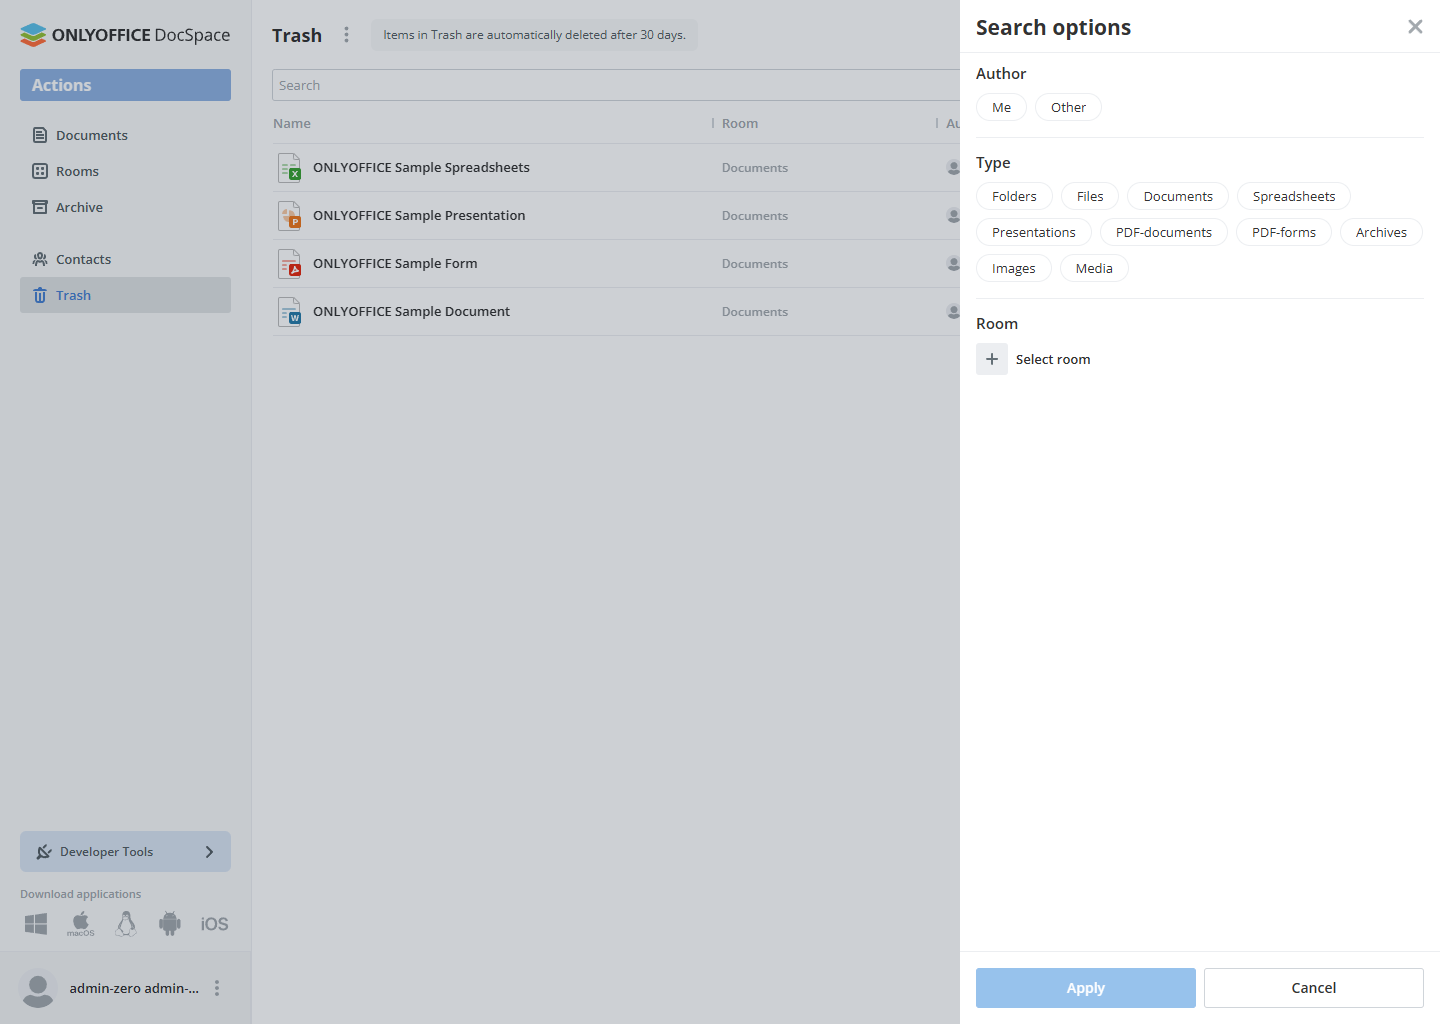 ONLYOFFICE DocSpace
Actions
Documents
Rooms
Archive
Contacts
Trash
Developer Tools
Download applications
macOS
iOS
admin-zero admin-...
Trash
Items in Trash are automatically deleted after 30 days.
Search
Name
Room
Au
ONLYOFFICE Sample Spreadsheets
Documents
ONLYOFFICE Sample Presentation
Documents
ONLYOFFICE Sample Form
Documents
ONLYOFFICE Sample Document
Documents
Search options
Author
Me
Other
Type
Folders
Files
Documents
Spreadsheets
Presentations
PDF-documents
PDF-forms
Archives
Images
Media
Room
Select room
Apply
Cancel